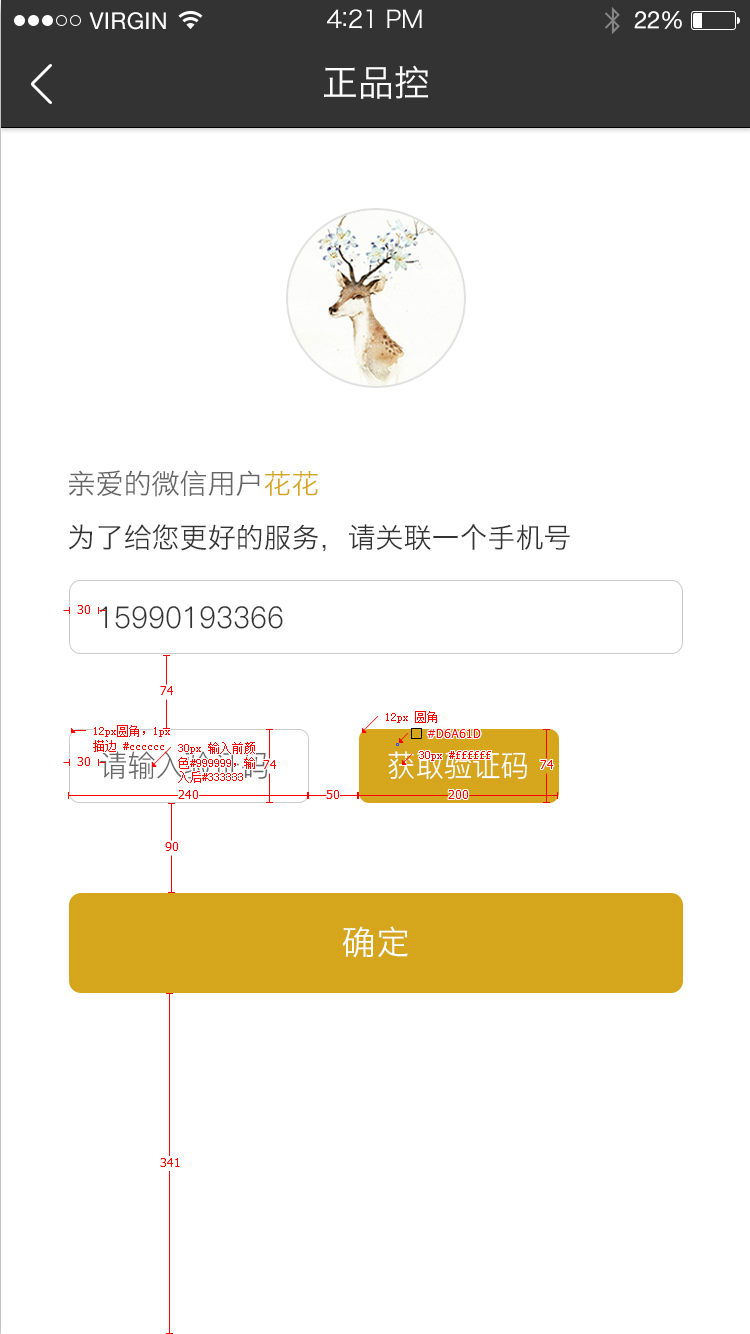 VIRGIN 4:21 PM 22%
正品控
亲爱的微信用户花花
为了给您更好的服务，请关联一个手机号
30
15990193366
74
12px圆角，1px
描边 #cccccc
30px 输入前颜
色#999999，输
入后#333333
30
请输入验证码
74
240
50
12px 圆角
#D6A61D
30px #ffffff
获取验证码
74
200
90
确定
341